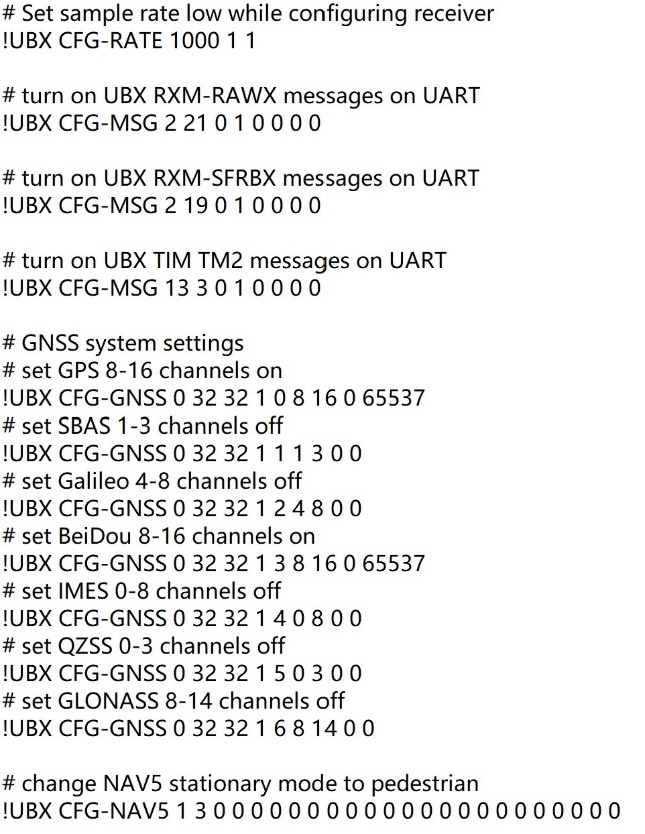 # Set sample rate low while configuring receiver
!UBX CFG-RATE 1000 1 1
# turn on UBX RXM-RAWX messages on UART
!UBX CFG-MSG 2 21 0 1 0 0 0 0
# turn on UBX RXM-SFRBX messages on UART
!UBX CFG-MSG 2 19 0 1 0 0 0 0
# turn on UBX TIM TM2 messages on UART
!UBX CFG-MSG 13 3 0 1 0 0 0 0
# GNSS system settings
# set GPS 8-16 channels on
!UBX CFG-GNSS 0 32 32 1 0 8 16 0 65537
# set SBAS 1-3 channels off
!UBX CFG-GNSS 0 32 32 1 1 1 3 0 0
# set Galileo 4-8 channels off
!UBX CFG-GNSS 0 32 32 1 2 4 8 0 0
# set BeiDou 8-16 channels on
!UBX CFG-GNSS 0 32 32 1 3 8 16 0 65537
# set IMES 0-8 channels off
!UBX CFG-GNSS 0 32 32 1 4 0 8 0 0
# set QZSS 0-3 channels off
!UBX CFG-GNSS 0 32 32 1 5 0 3 0 0
# set GLONASS 8-14 channels off
!UBX CFG-GNSS 0 32 32 1 6 8 14 0 0
# change NAV5 stationary mode to pedestrian
!UBX CFG-NAV5 1 3 0 0 0 0 0 0 0 0 0 0 0 0 0 0 0 0 0 0 0 0 0 0